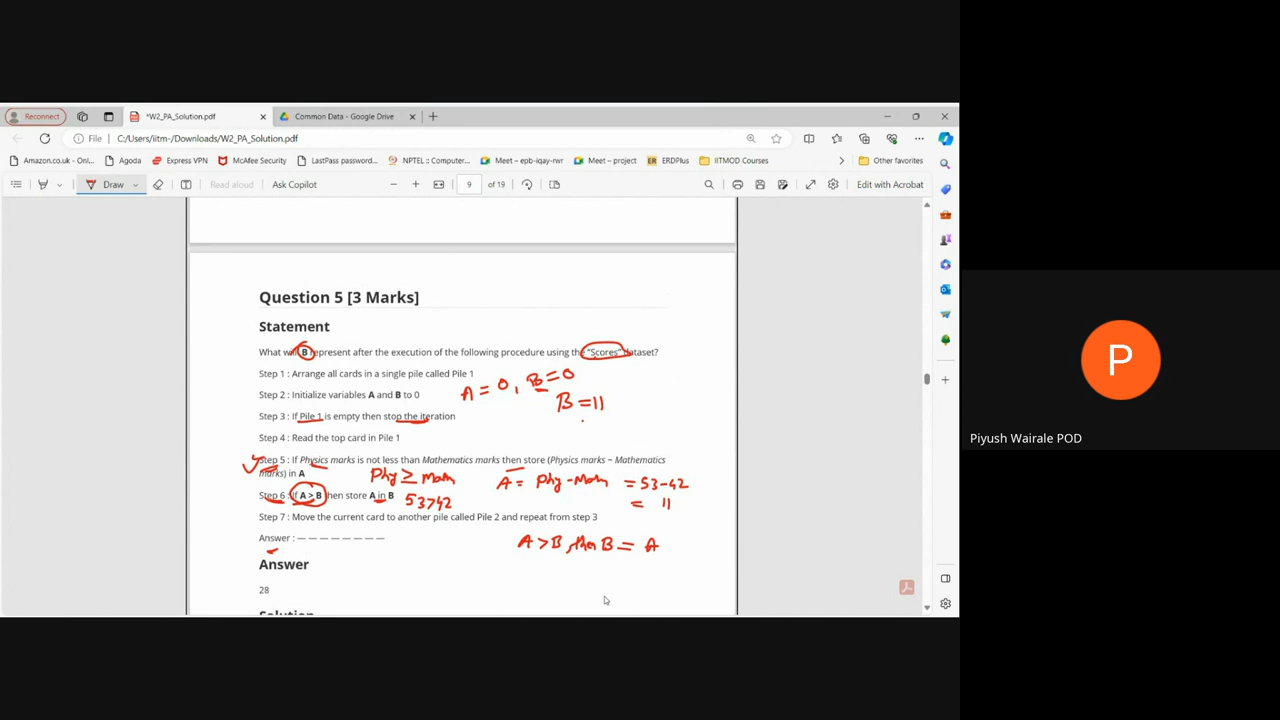 Reconnect
*W2_PA_Solution.pdf
Common Data - Google Drive
File
C:/Users/iitm-/Downloads/W2_PA_Solution.pdf
Amazon.co.uk - Onl...
Agoda
Express VPN
McAfee Security
LastPass password...
NPTEL :: Computer...
Meet – epb-iqay-rwr
Meet – project
ER ERDPlus
IITMOD Courses
Other favorites
Draw
Read aloud
Ask Copilot
9 of 19
Edit with Acrobat
Question 5 [3 Marks]
Statement
What will B represent after the execution of the following procedure using the "Scores" dataset?
Step 1 : Arrange all cards in a single pile called Pile 1
A = 0, B = 0
Step 2 : Initialize variables A and B to 0
B = 11
Step 3 : If Pile 1 is empty then stop the iteration
Step 4 : Read the top card in Pile 1
Step 5 : If Physics marks is not less than Mathematics marks then store (Physics marks − Mathematics
marks) in A
Phy ≥ Math
A = Phy - Math = 53-42
Step 6 : If A > B then store A in B
53>42
= 11
Step 7 : Move the current card to another pile called Pile 2 and repeat from step 3
Answer : — — — — — — — —
A > B, then B = A
Answer
28
Solution
P
Piyush Wairale POD